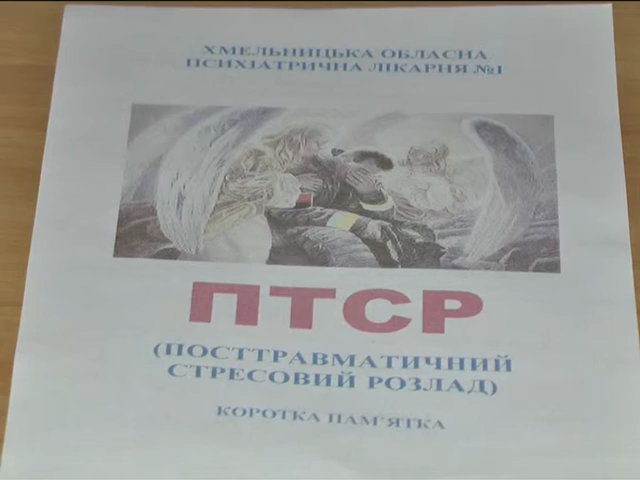 ХМЕЛЬНИЦЬКА ОБЛАСНА
ПСИХІАТРИЧНА ЛІКАРНЯ №1
ПТСР
(ПОСТТРАВМАТИЧНИЙ
СТРЕСОВИЙ РОЗЛАД)
КОРОТКА ПАМ'ЯТКА